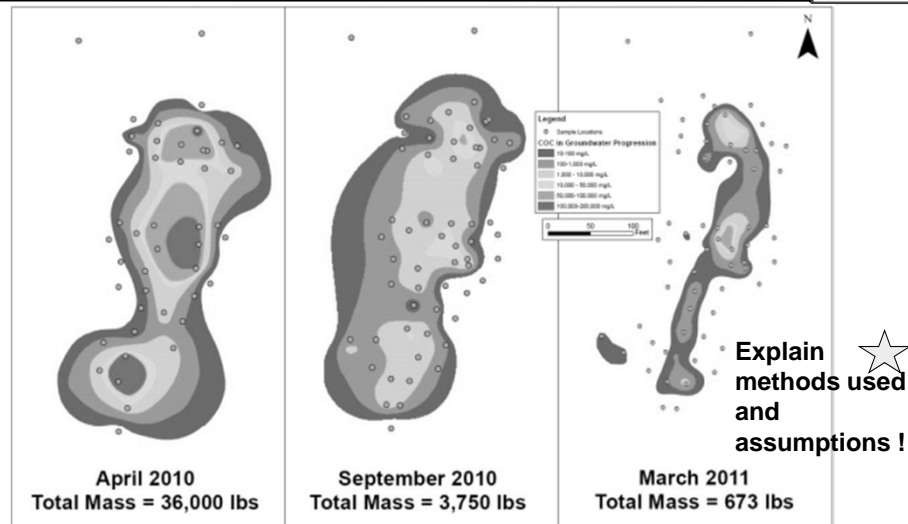 N
Legend
Sample Locations
COC in Groundwater Progression
10-100 mg/L
100-1,000 mg/L
1,000 - 10,000 mg/L
10,000 - 50,000 mg/L
50,000-100,000 mg/L
100,000-200,000 mg/L
0 50 100
Feet
Explain
methods used
and
assumptions !
April 2010
Total Mass = 36,000 lbs
September 2010
Total Mass = 3,750 lbs
March 2011
Total Mass = 673 lbs